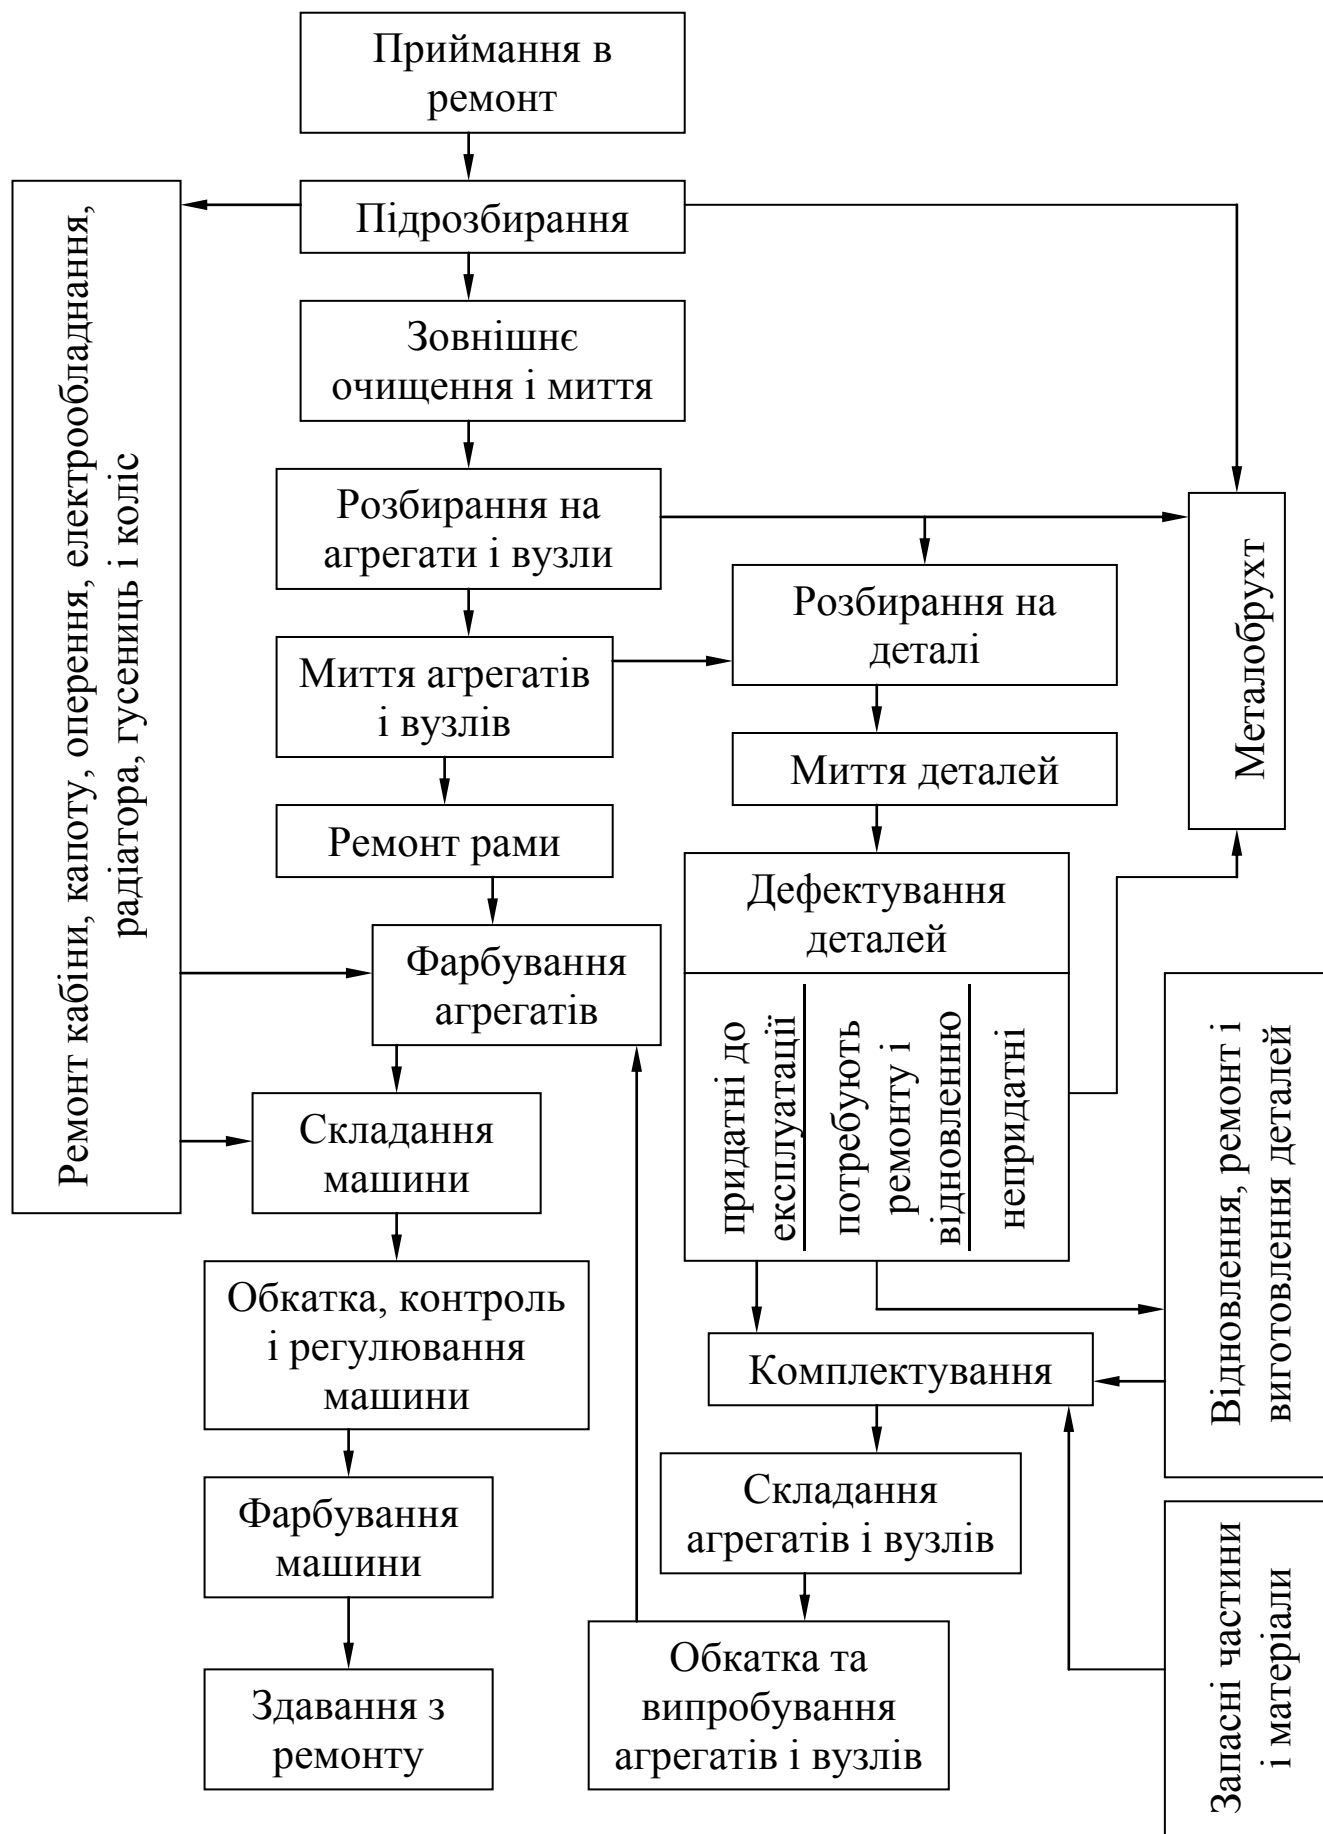 Приймання в
ремонт
Підрозбирання
Ремонт кабіни, капоту, оперення, електрообладнання,
радіатора, гусениць і коліс
Зовнішнє
очищення і миття
Розбирання на
агрегати і вузли
Розбирання на
деталі
Металобрухт
Миття агрегатів
і вузлів
Миття деталей
Ремонт рами
Дефектування
деталей
придатні до
експлуатації
потребують
ремонту і
відновленню
непридатні
Фарбування
агрегатів
Відновлення, ремонт і
виготовлення деталей
Складання
машини
Обкатка, контроль
і регулювання
машини
Комплектування
Фарбування
машини
Складання
агрегатів і вузлів
Запасні частини
і матеріали
Здавання з
ремонту
Обкатка та
випробування
агрегатів і вузлів